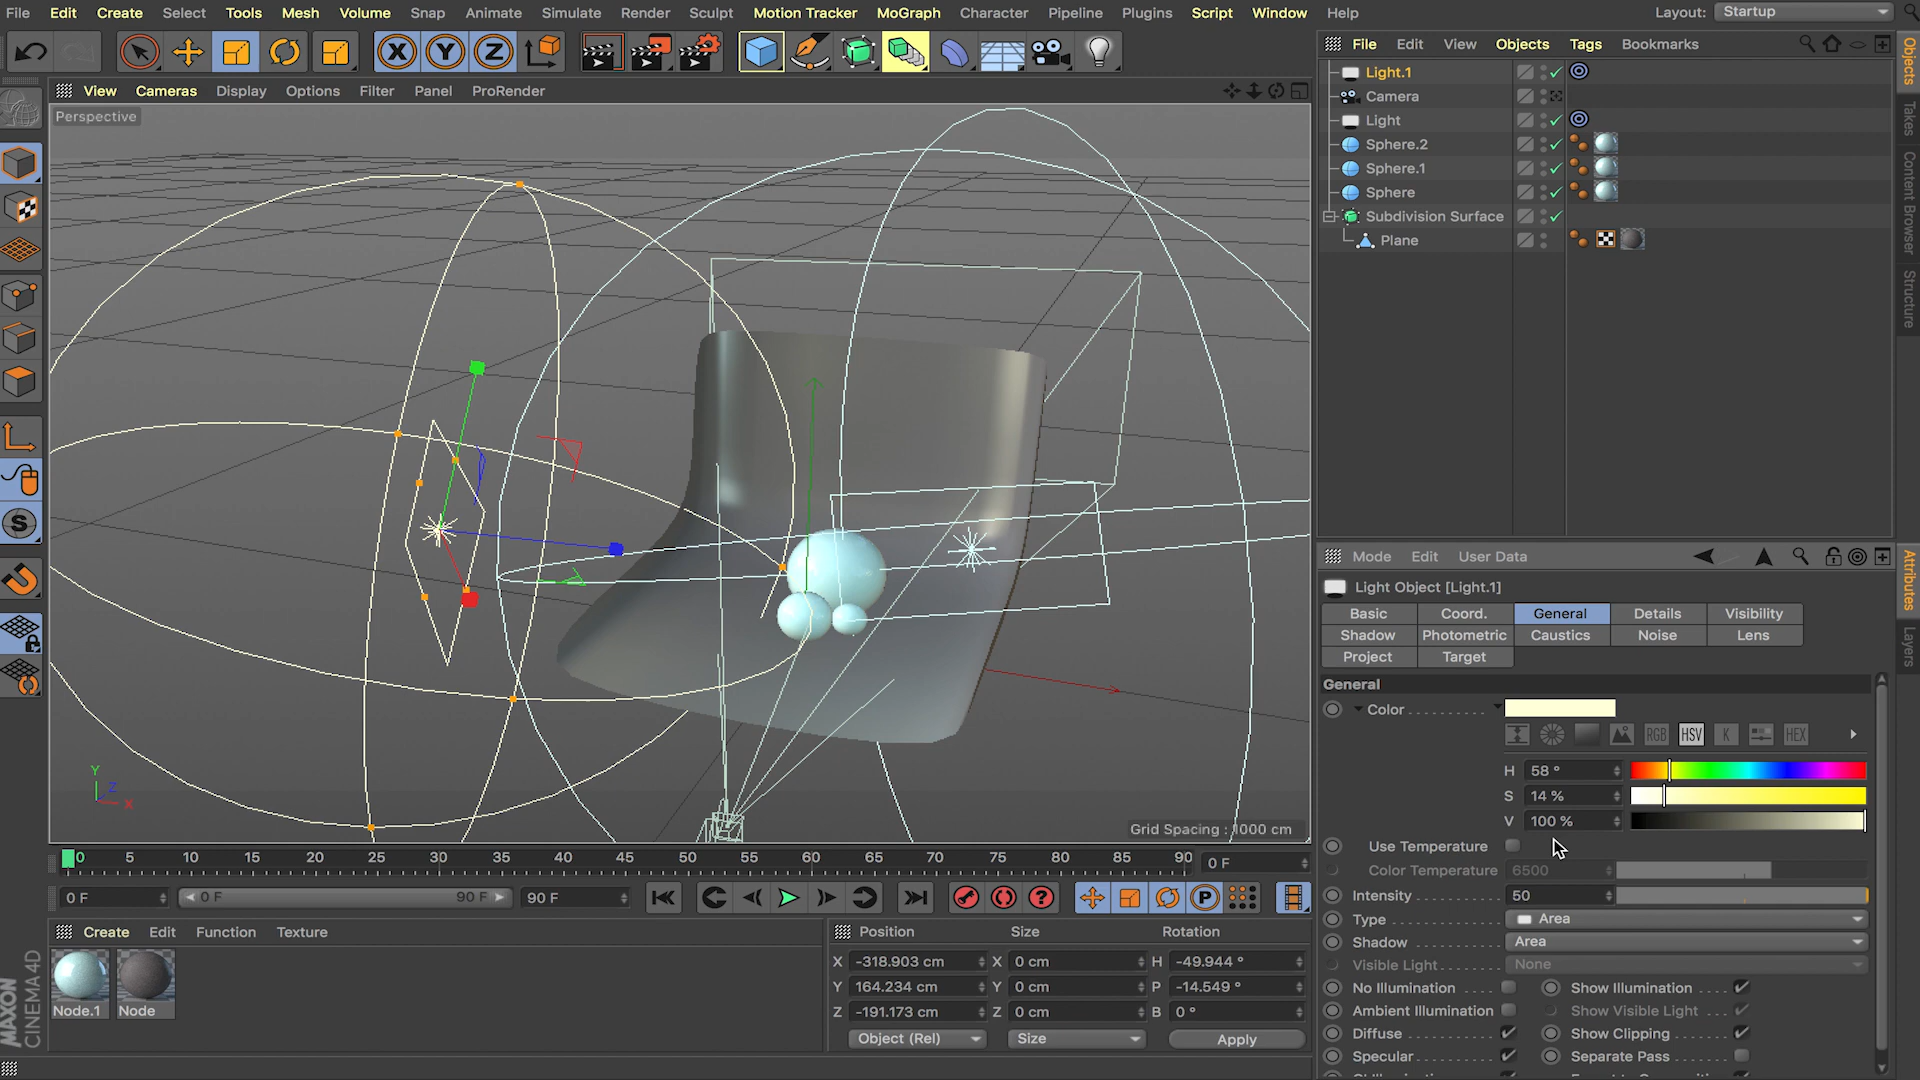 File Edit Create Select Tools Mesh Volume Snap Animate Simulate Render Sculpt Motion Tracker MoGraph Character Pipeline Plugins Script Window Help Layout: Startup
X Y Z
File Edit View Objects Tags Bookmarks
View Cameras Display Options Filter Panel ProRender
Perspective
Light.1
Camera
Light
Sphere.2
Sphere.1
Sphere
Subdivision Surface
Plane
Objects
Takes
Content Browser
Structure
Attributes
Layers
Mode Edit User Data
Light Object [Light.1]
Basic Coord. General Details Visibility
Shadow Photometric Caustics Noise Lens
Project Target
General
Color
RGB HSV K HEX
H 58 °
S 14 %
V 100 %
Use Temperature
Color Temperature 6500
Intensity 50
Type Area
Shadow Area
Visible Light None
No Illumination Show Illumination
Ambient Illumination Show Visible Light
Diffuse Show Clipping
Specular Separate Pass
Y Z X
Grid Spacing : 1000 cm
0 5 10 15 20 25 30 35 40 45 50 55 60 65 70 75 80 85 90 0 F
0 F 0 F 90 F 90 F
P
S
Create Edit Function Texture
Node.1 Node
MAXON CINEMA4D
Position Size Rotation
X -318.903 cm X 0 cm H -49.944 °
Y 164.234 cm Y 0 cm P -14.549 °
Z -191.173 cm Z 0 cm B 0 °
Object (Rel) Size Apply